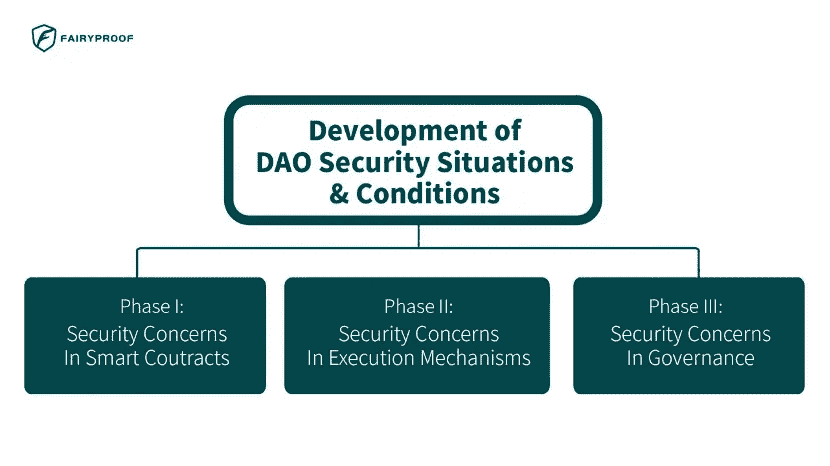 FAIRYPROOF
Development of
DAO Security Situations
& Conditions
Phase I:
Security Concerns
In Smart Coutracts
Phase II:
Security Concerns
In Execution Mechanisms
Phase III:
Security Concerns
In Governance